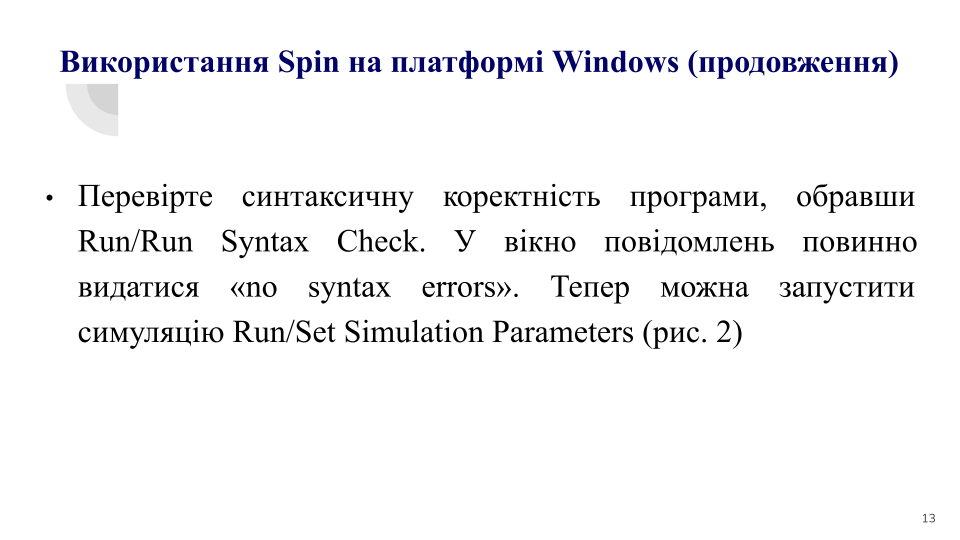 Використання Spin на платформі Windows (продовження)
• Перевірте синтаксичну коректність програми, обравши
Run/Run Syntax Check. У вікно повідомлень повинно
видатися «no syntax errors». Тепер можна запустити
симуляцію Run/Set Simulation Parameters (рис. 2)
13